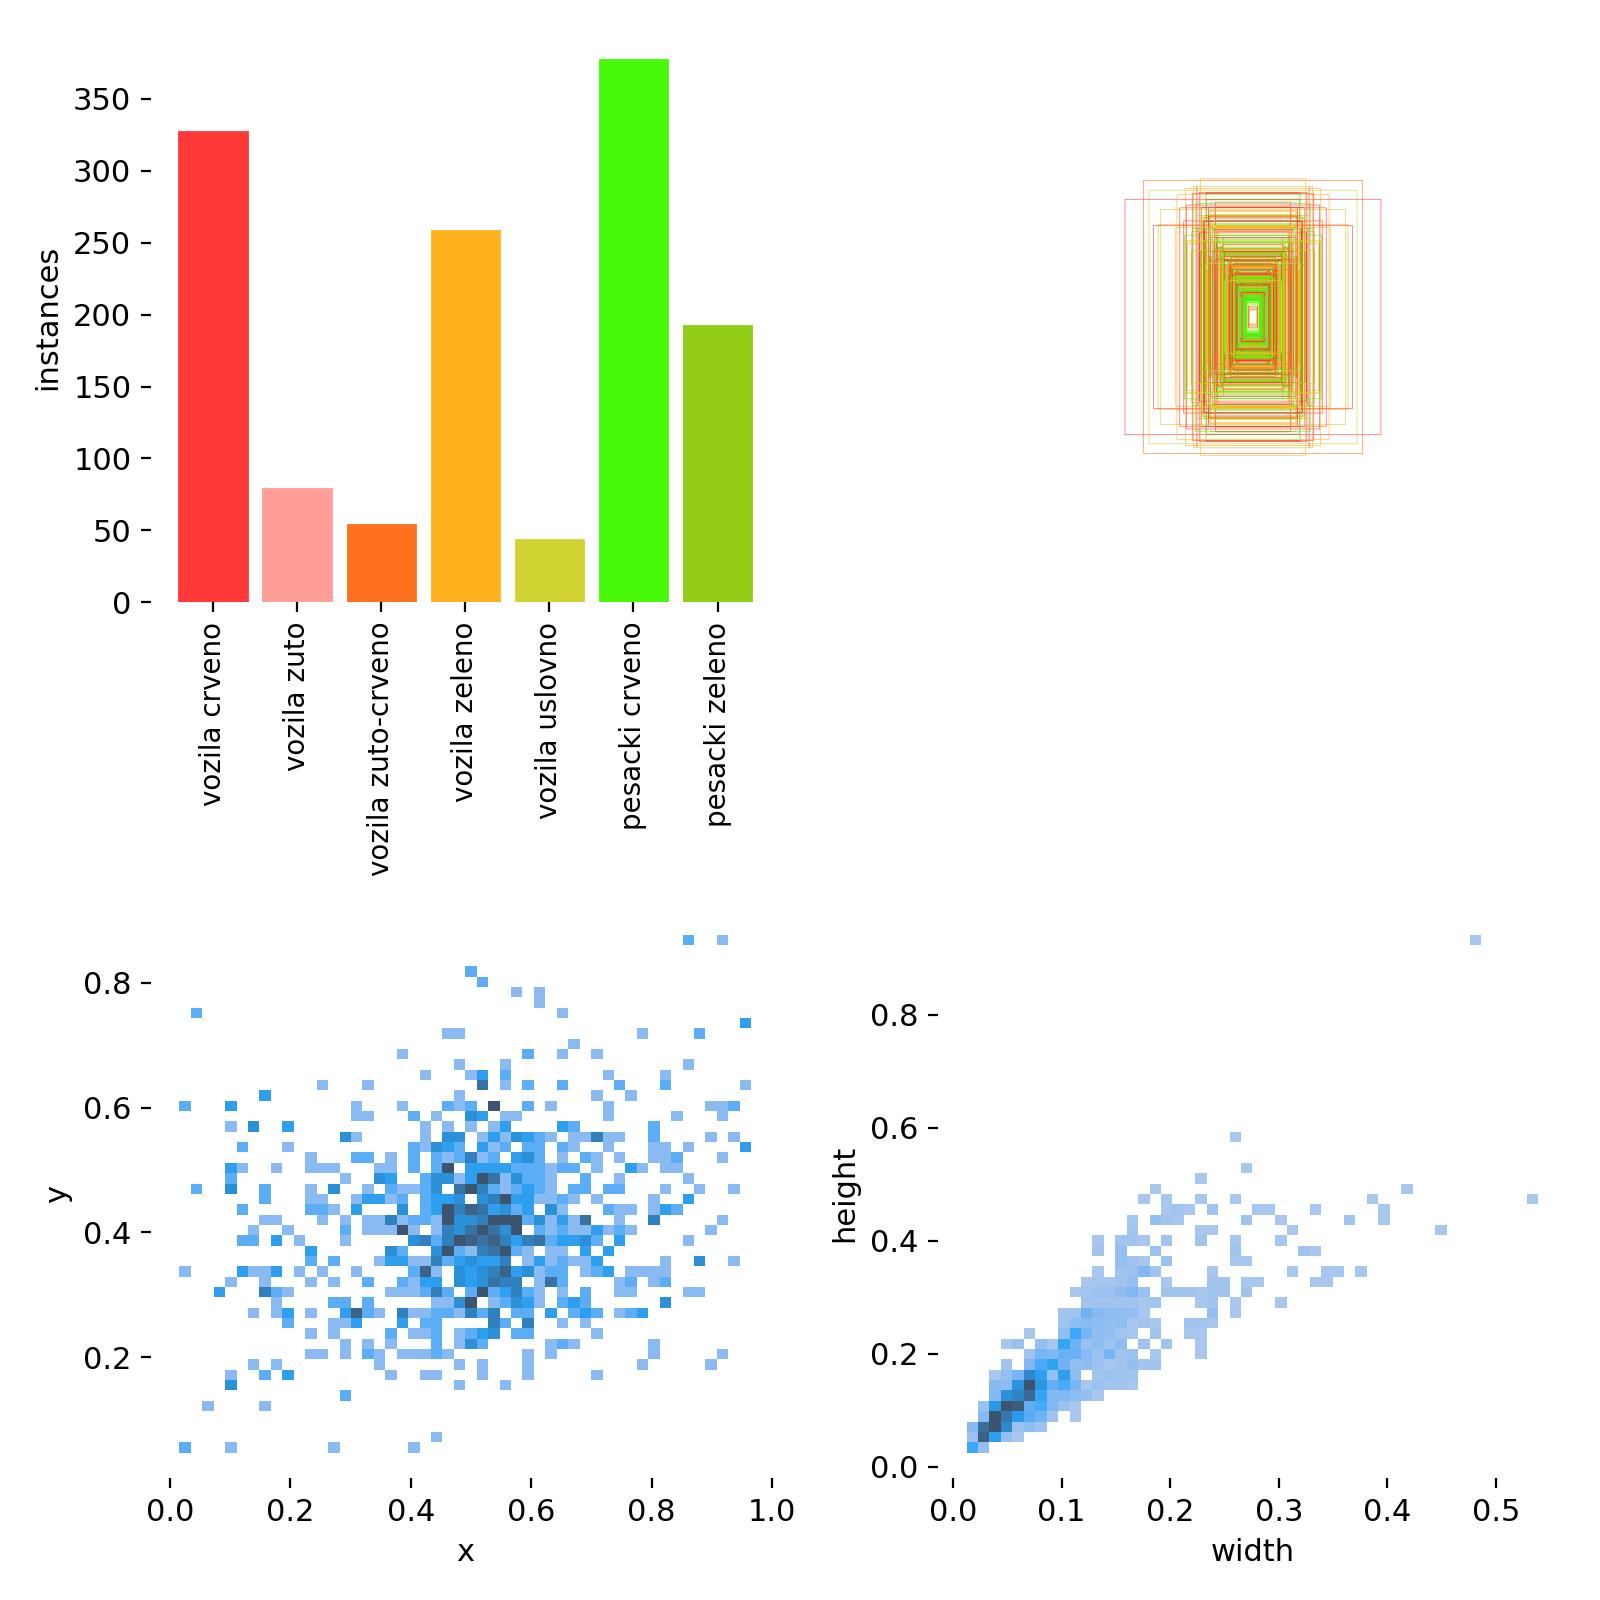 350
300
250
200
150
100
50
0
instances
vozila crveno
vozila zuto
vozila zuto-crveno
vozila zeleno
vozila uslovno
pesacki crveno
pesacki zeleno
0.8
0.6
0.4
0.2
y
0.0 0.2 0.4 0.6 0.8 1.0
x
0.8
0.6
0.4
0.2
0.0
height
0.0 0.1 0.2 0.3 0.4 0.5
width